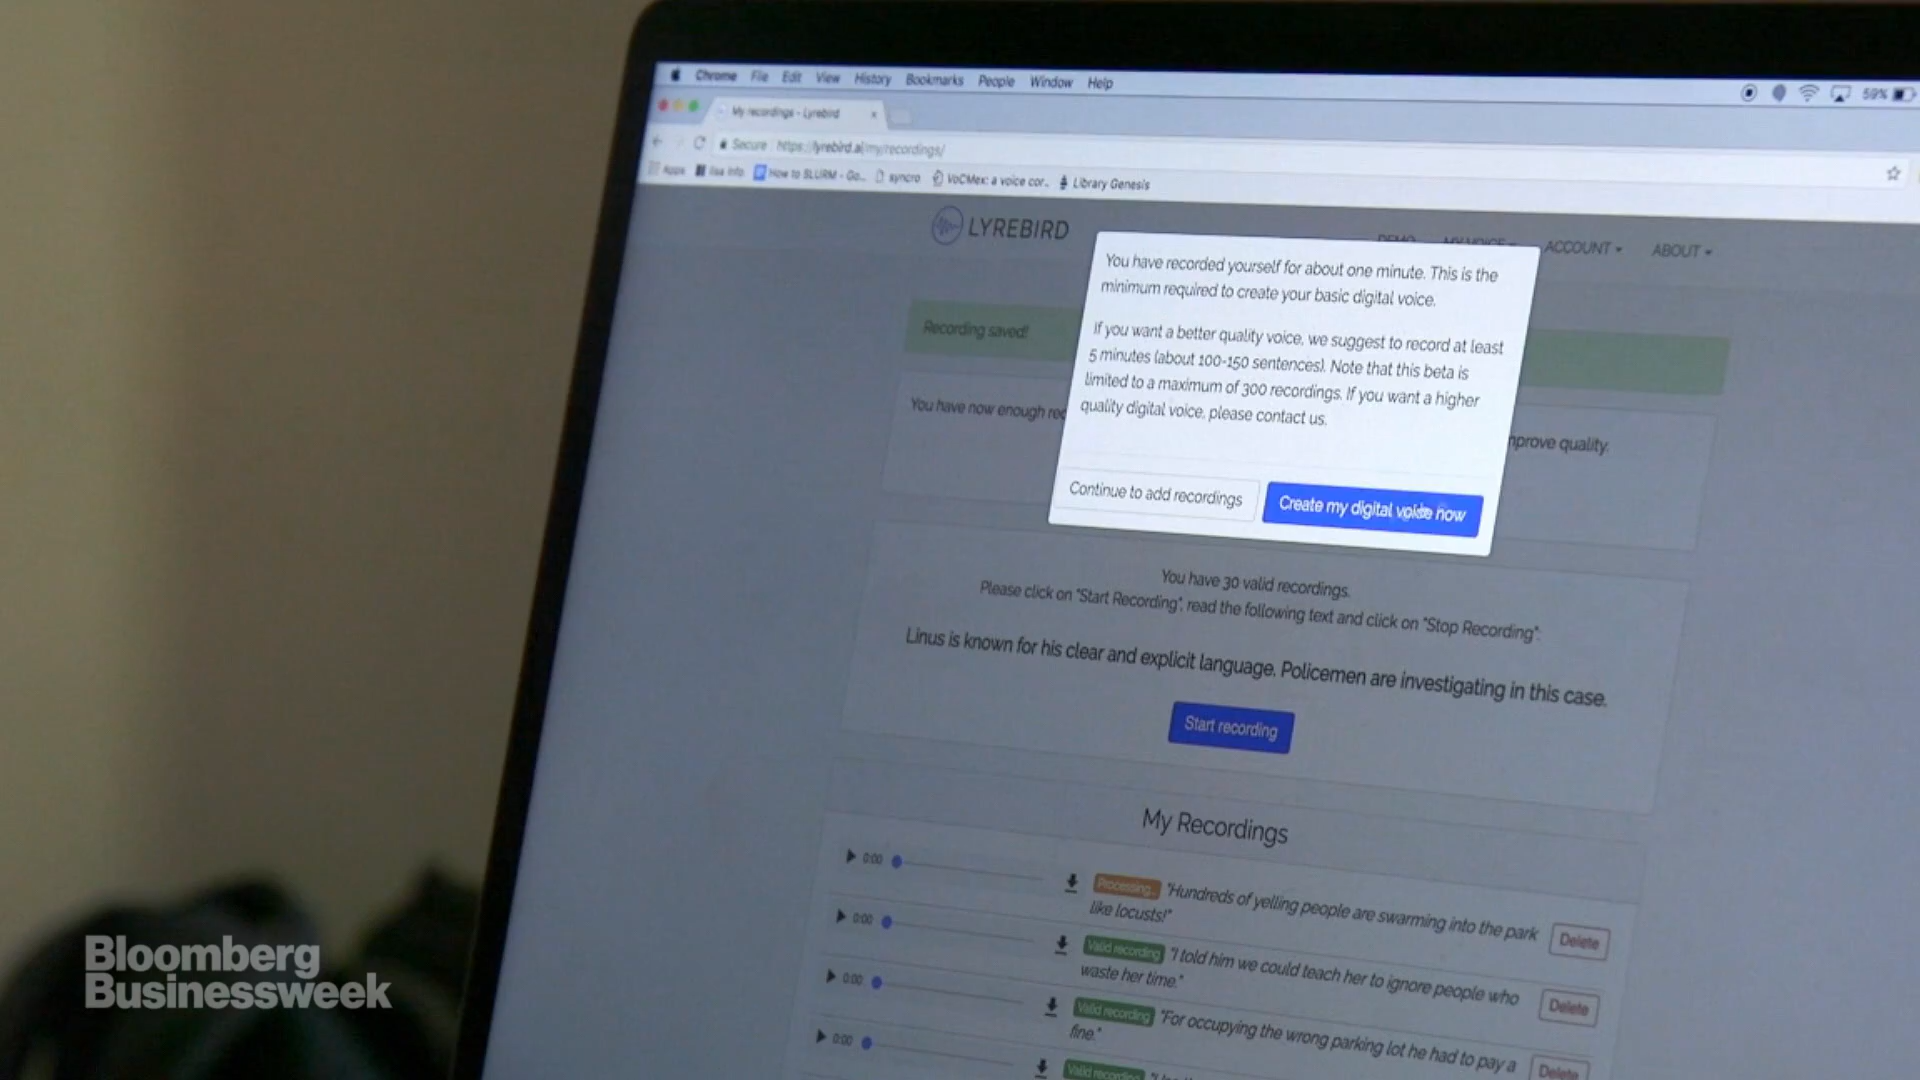 Chrome File Edit View History Bookmarks People Window Help
59%
My recordings - Lyrebird x
Secure https://lyrebird.ai/my/recordings/
Apps lisa info How to SLURM - Go... syncro VoCMex: a voice cor... Library Genesis
LYREBIRD
DEMO MY VOICE ACCOUNT ABOUT
You have recorded yourself for about one minute. This is the
minimum required to create your basic digital voice.
If you want a better quality voice, we suggest to record at least
5 minutes (about 100-150 sentences). Note that this beta is
limited to a maximum of 300 recordings. If you want a higher
quality digital voice, please contact us.
Continue to add recordings Create my digital voice now
Recording saved!
You have now enough rec
mprove quality.
You have 30 valid recordings.
Please click on "Start Recording", read the following text and click on "Stop Recording":
Linus is known for his clear and explicit language. Policemen are investigating in this case.
Start recording
My Recordings
0:00 Processing... "Hundreds of yelling people are swarming into the park
like locusts!" Delete
0:00 Valid recording "I told him we could teach her to ignore people who
waste her time." Delete
0:00 Valid recording "For occupying the wrong parking lot he had to pay a
fine." Delete
0:00 Valid recording
Bloomberg
Businessweek